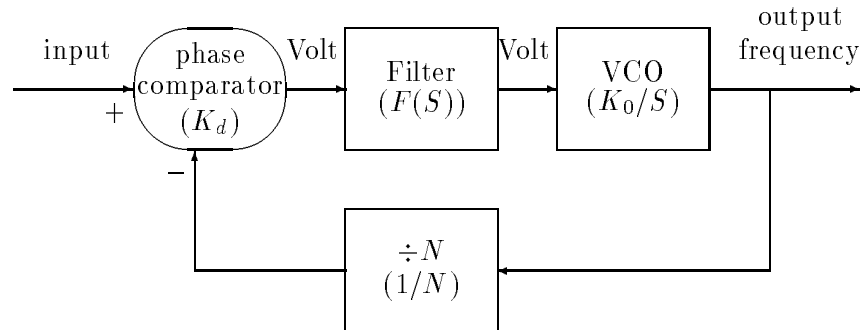 output
input
phase
Volt
Volt
frequency
comparator
Filter
VCO
+
(K_d)
(F(S))
(K_0/S)
−
÷N
(1/N)